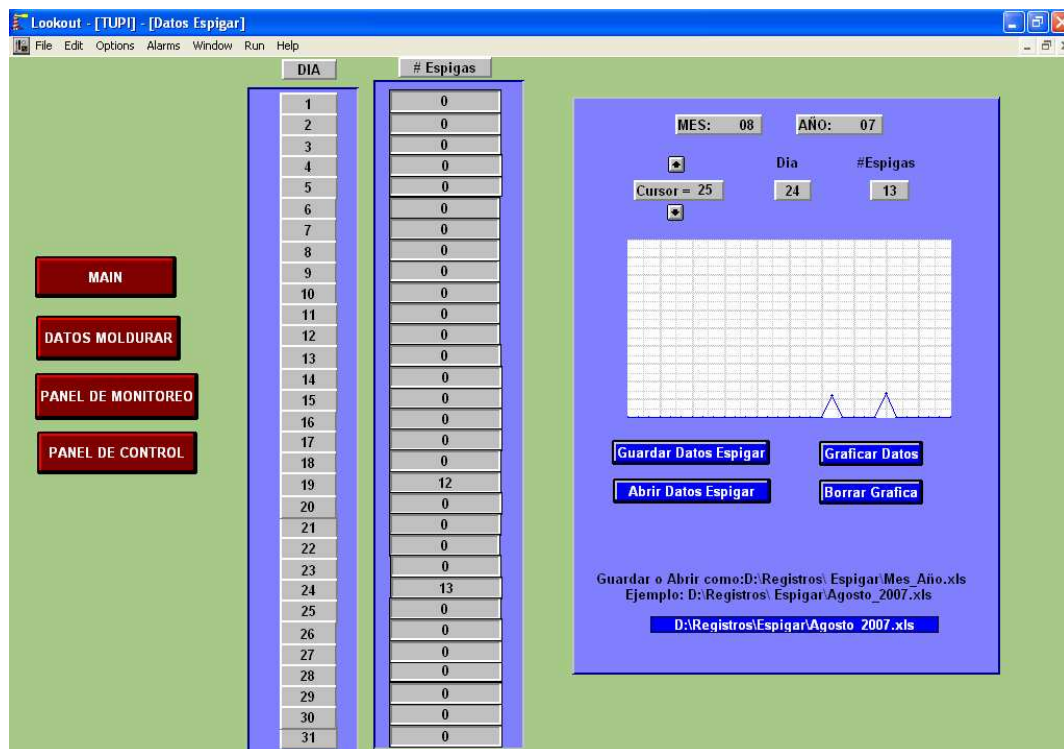 Lookout - [TUPI] - [Datos Espigar]
File Edit Options Alarms Window Run Help
DIA # Espigas
1 0
2 0
3 0
4 0
5 0
6 0
7 0
8 0
9 0
10 0
11 0
12 0
13 0
14 0
15 0
16 0
17 0
18 0
19 12
20 0
21 0
22 0
23 0
24 13
25 0
26 0
27 0
28 0
29 0
30 0
31 0
MAIN
DATOS MOLDURAR
PANEL DE MONITOREO
PANEL DE CONTROL
MES: 08 AÑO: 07
Dia #Espigas
Cursor = 25 24 13
Guardar Datos Espigar Graficar Datos
Abrir Datos Espigar Borrar Grafica
Guardar o Abrir como:D:\Registros\ Espigar\Mes_Año.xls
Ejemplo: D:\Registros\ Espigar\Agosto_2007.xls
D:\Registros\Espigar\Agosto_2007.xls